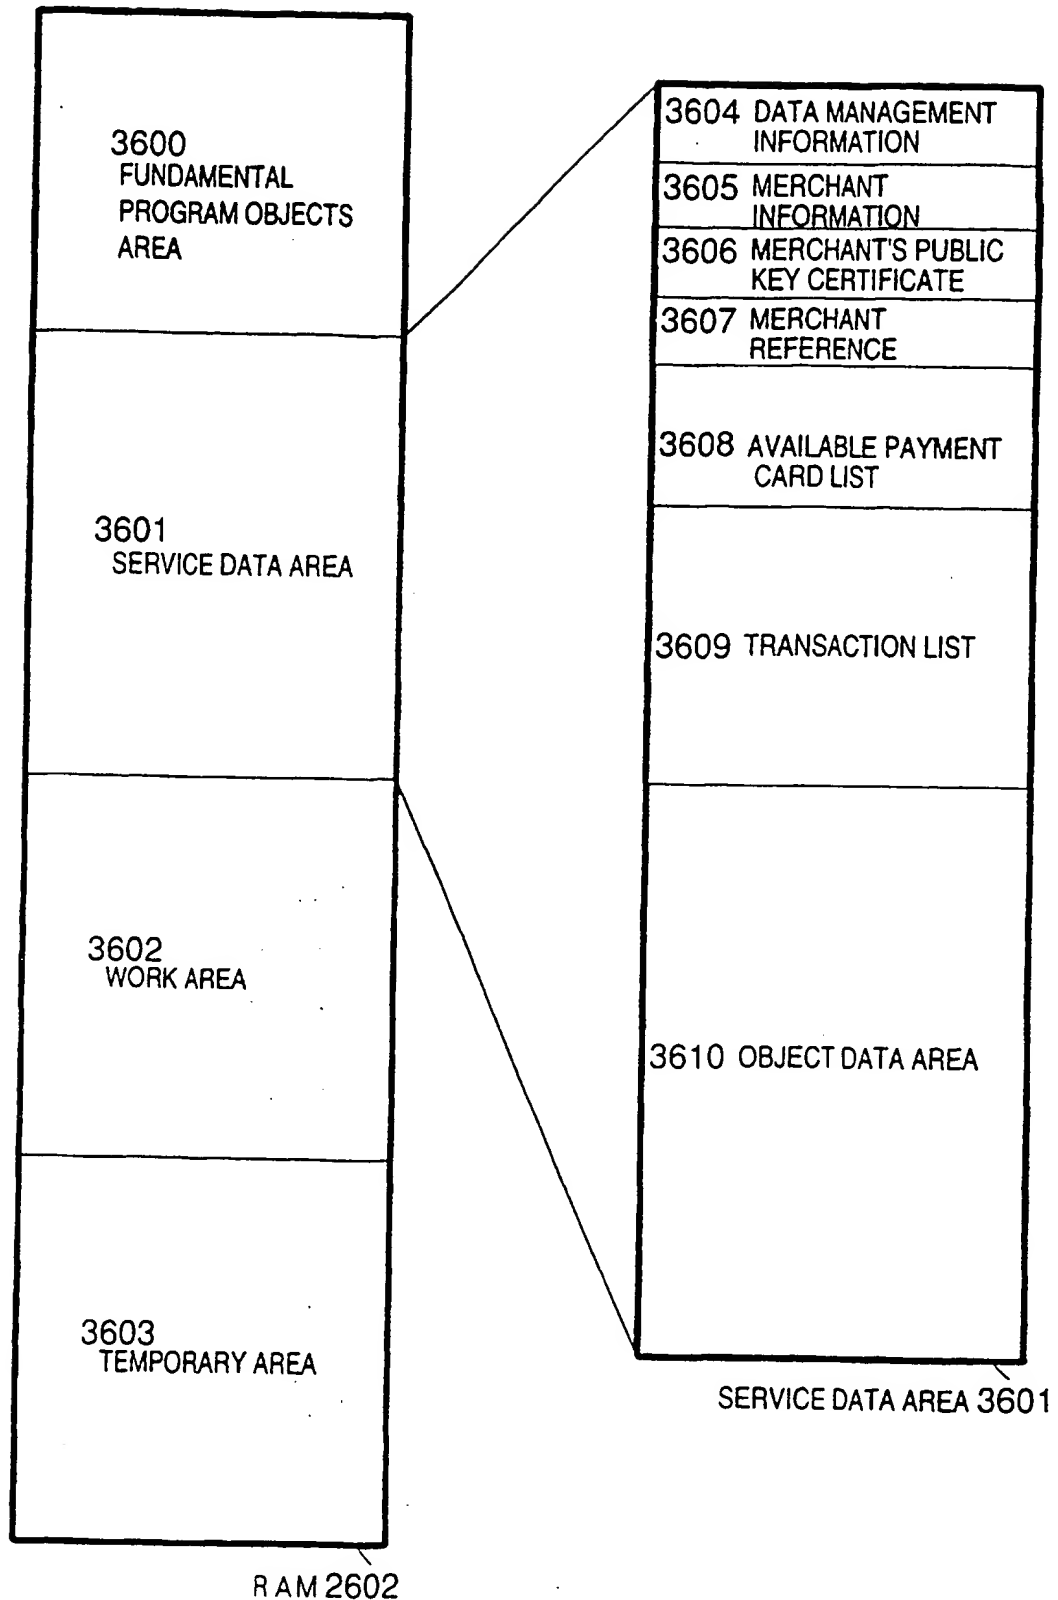 3600
FUNDAMENTAL
PROGRAM OBJECTS
AREA
3601
SERVICE DATA AREA
3602
WORK AREA
3603
TEMPORARY AREA
RAM 2602
3604 DATA MANAGEMENT
INFORMATION
3605 MERCHANT
INFORMATION
3606 MERCHANT'S PUBLIC
KEY CERTIFICATE
3607 MERCHANT
REFERENCE
3608 AVAILABLE PAYMENT
CARD LIST
3609 TRANSACTION LIST
3610 OBJECT DATA AREA
SERVICE DATA AREA 3601